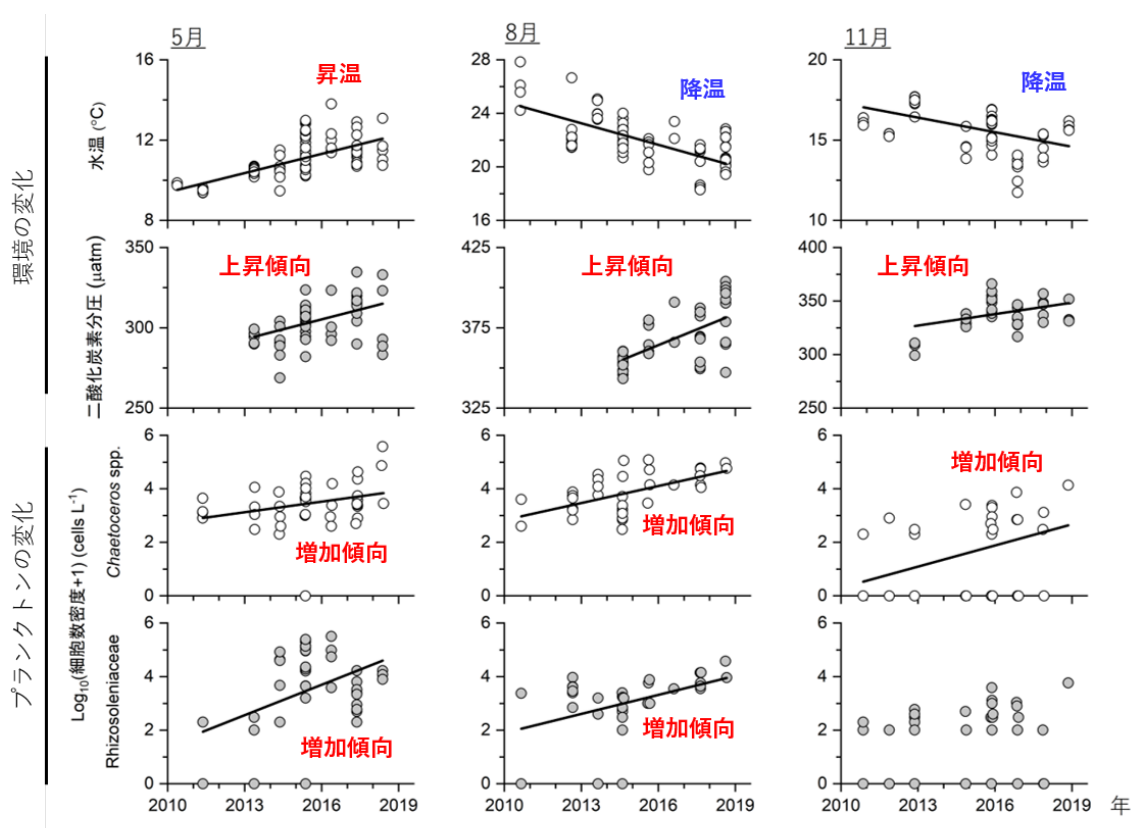 5月
8月
11月
環境の変化
水温 (°C)
16
12
8
昇温
28
24
20
16
降温
20
15
10
降温
二酸化炭素分圧 (µatm)
350
300
250
上昇傾向
425
375
325
上昇傾向
400
350
300
250
上昇傾向
プランクトンの変化
Log10(細胞数密度+1) (cells L-1)
Chaetoceros spp.
6
4
2
0
増加傾向
6
4
2
0
増加傾向
6
4
2
0
増加傾向
Rhizosoleniaceae
6
4
2
0
増加傾向
6
4
2
0
増加傾向
6
4
2
0
2010 2013 2016 2019
2010 2013 2016 2019
2010 2013 2016 2019
年